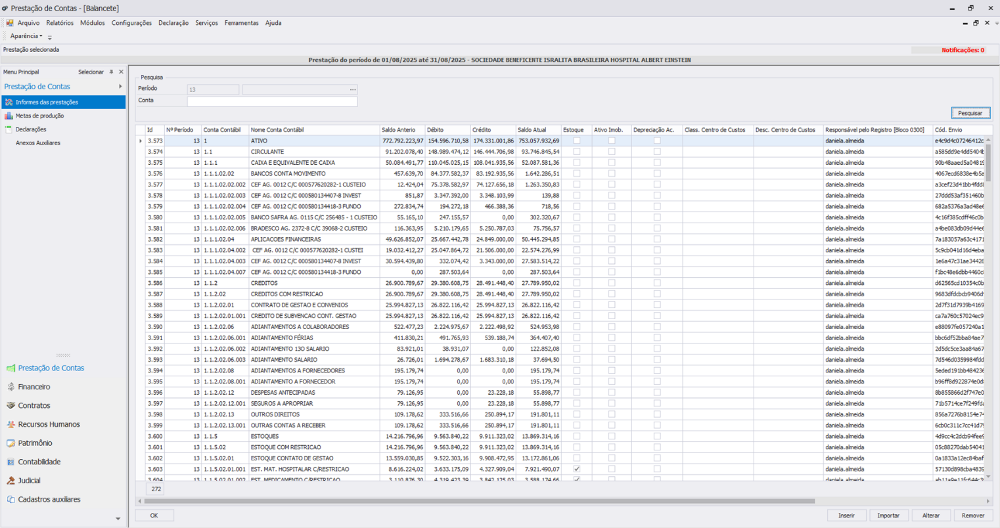 Prestação de Contas - [Balancete]
Arquivo Relatórios Módulos Configurações Declaração Serviços Ferramentas Ajuda
Aparência
Prestação selecionada
Notificações: 0
Prestação do período de 01/08/2025 até 31/08/2025 - SOCIEDADE BENEFICENTE ISRALITA BRASILEIRA HOSPITAL ALBERT EINSTEIN
Menu Principal Selecionar
Prestação de Contas
Informes das prestações
Metas de produção
Declarações
Anexos Auxiliares
Prestação de Contas
Financeiro
Contratos
Recursos Humanos
Patrimônio
Contabilidade
Judicial
Cadastros auxiliares
Pesquisa
Período 13 ...
Conta
Pesquisar
Id Nº Período Conta Contábil Nome Conta Contábil Saldo Anterio Débito Crédito Saldo Atual Estoque Ativo Imob. Depreciação Ac. Class. Centro de Custos Desc. Centro de Custos Responsável pelo Registro [Bloco 0300] Cód. Envio
3.573 13 1 ATIVO 772.792.223,97 154.596.710,58 174.331.001,86 753.057.932,69 daniela.almeida e4c9d4c07246412c
3.574 13 1.1 CIRCULANTE 91.202.078,40 148.989.474,12 146.444.706,98 93.746.845,54 daniela.almeida a585dd9e4dd5404b
3.575 13 1.1.1 CAIXA E EQUIVALENTE DE CAIXA 50.084.491,77 110.045.025,15 108.041.935,56 52.087.581,36 daniela.almeida 90b48aaed5a04819
3.576 13 1.1.1.02.02 BANCOS CONTA MOVIMENTO 457.639,70 84.377.582,37 83.192.935,56 1.642.286,51 daniela.almeida 4067ecd6838e4b5a
3.577 13 1.1.1.02.02.002 CEF AG. 0012 C/C 000577620282-1 CUSTEIO 12.424,04 75.378.582,97 74.127.656,18 1.263.350,83 daniela.almeida a3cef23d41bb4fdd
3.578 13 1.1.1.02.02.003 CEF AG. 0012 C/C 000580134407-8 INVEST 851,87 3.347.392,00 3.348.103,99 139,88 daniela.almeida 27ddd53af351460b
3.579 13 1.1.1.02.02.004 CEF AG. 0012 C/C 000580134418-3 FUNDO 272.834,74 194.272,18 466.388,36 718,56 daniela.almeida 682a5376a3ad48e6
3.580 13 1.1.1.02.02.005 BANCO SAFRA AG. 0115 C/C 256485 - 1 CUSTEIO 55.165,10 247.155,57 0,00 302.320,67 daniela.almeida 4c16f385cdff46c0b
3.581 13 1.1.1.02.02.006 BRADESCO AG. 2372-8 C/C 39068-2 CUSTEIO 116.363,95 5.210.179,65 5.250.787,03 75.756,57 daniela.almeida a4be083db09d44e6
3.582 13 1.1.1.02.04 APLICACOES FINANCEIRAS 49.626.852,07 25.667.442,78 24.849.000,00 50.445.294,85 daniela.almeida 7a183057a63c4171
3.583 13 1.1.1.02.04.002 CEF AG. 0012 C/C 000577620282-1 CUSTEI 19.032.412,27 25.047.864,72 21.506.000,00 22.574.276,99 daniela.almeida 5c9cb041d16d4eba
3.584 13 1.1.1.02.04.003 CEF AG. 0012 C/C 000580134407-8 INVEST 30.594.439,80 332.074,42 3.343.000,00 27.583.514,22 daniela.almeida 1e6a47c31ae34426
3.585 13 1.1.1.02.04.007 CEF AG. 0012 C/C 000580134418-3 FUNDO 0,00 287.503,64 0,00 287.503,64 daniela.almeida f1bc48e6dbb4460c
3.586 13 1.1.2 CREDITOS 26.900.789,67 29.380.608,75 28.491.448,40 27.789.950,02 daniela.almeida d62565cd10354c0b
3.587 13 1.1.2.02 CREDITOS COM RESTRICAO 26.900.789,67 29.380.608,75 28.491.448,40 27.789.950,02 daniela.almeida 9683dfdcbcb9406d
3.588 13 1.1.2.02.01 CONTRATO DE GESTAO E CONVENIOS 25.994.827,13 26.822.116,42 25.994.827,13 26.822.116,42 daniela.almeida 2d7f31d7939b4169
3.589 13 1.1.2.02.01.001 CREDITO DE SUBVENCAO CONT. GESTAO 25.994.827,13 26.822.116,42 25.994.827,13 26.822.116,42 daniela.almeida ca7a760c57024ec9
3.590 13 1.1.2.02.06 ADIANTAMENTOS A COLABORADORES 522.477,23 2.224.975,67 2.222.498,92 524.953,98 daniela.almeida e88097fe057240a1
3.591 13 1.1.2.02.06.001 ADIANTAMENTO FÉRIAS 411.830,21 491.765,93 539.188,74 364.407,40 daniela.almeida bbc6df52bba84ae7
3.592 13 1.1.2.02.06.002 ADIANTAMENTO 13O SALARIO 83.921,01 38.931,07 0,00 122.852,08 daniela.almeida 2d5dc5ce3aa84a67
3.593 13 1.1.2.02.06.003 ADIANTAMENTO SALARIO 26.726,01 1.694.278,67 1.683.310,18 37.694,50 daniela.almeida 7d546d0359984fdd
3.594 13 1.1.2.02.08 ADIANTAMENTOS A FORNECEDORES 195.179,74 0,00 0,00 195.179,74 daniela.almeida 5eded191bb484236
3.595 13 1.1.2.02.08.001 ADIANTAMENTO A FORNECEDOR 195.179,74 0,00 0,00 195.179,74 daniela.almeida b96ff8d922874e0d
3.596 13 1.1.2.02.12 DESPESAS ANTECIPADAS 79.126,95 0,00 23.228,18 55.898,77 daniela.almeida 8b855866d2f747e0
3.597 13 1.1.2.02.12.001 SEGUROS A APROPRIAR 79.126,95 0,00 23.228,18 55.898,77 daniela.almeida 71b5714ce7f249fd
3.598 13 1.1.2.02.13 OUTROS DIREITOS 109.178,62 333.516,66 250.894,17 191.801,11 daniela.almeida 856a7276b8154e74
3.599 13 1.1.2.02.13.001 OUTRAS CONTAS A RECEBER 109.178,62 333.516,66 250.894,17 191.801,11 daniela.almeida 6cb0c311c7cc41d7
3.600 13 1.1.5 ESTOQUES 14.216.796,96 9.563.840,22 9.911.323,02 13.869.314,16 daniela.almeida 4d9cc4c2dcb94fee
3.601 13 1.1.5.02 ESTOQUE COM RESTRICAO 14.216.796,96 9.563.840,22 9.911.323,02 13.869.314,16 daniela.almeida 05c88270dab54041
3.602 13 1.1.5.02.01 ESTOQUE CONTATO DE GESTAO 13.559.030,85 9.522.303,16 9.908.472,95 13.172.861,06 daniela.almeida 0a1833a12ec84baf
3.603 13 1.1.5.02.01.001 EST. MAT. HOSPITALAR C/RESTRICAO 8.616.224,02 3.633.175,09 4.327.909,04 7.921.490,07 daniela.almeida 57130d898cba4839
3.604 13 1.1.5.02.01.002 EST. MEDICAMENTO C/RESTRICAO 3.110.876,30 4.319.423,39 3.842.125,03 3.588.174,66 daniela.almeida
272
OK Inserir Importar Alterar Remover